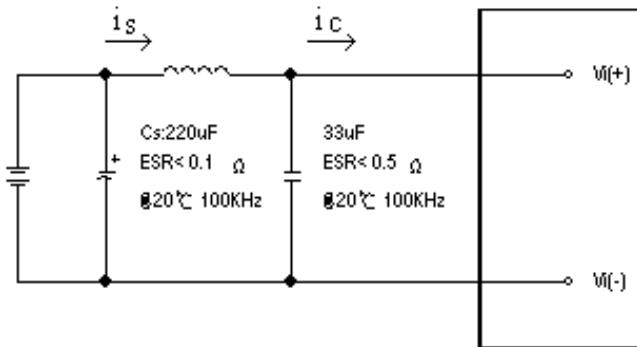 is
ic
Vi(+)
Cs:220uF
ESR<0.1 Ω
@20℃ 100KHz
33uF
ESR<0.5 Ω
@20℃ 100KHz
+
Vi(-)